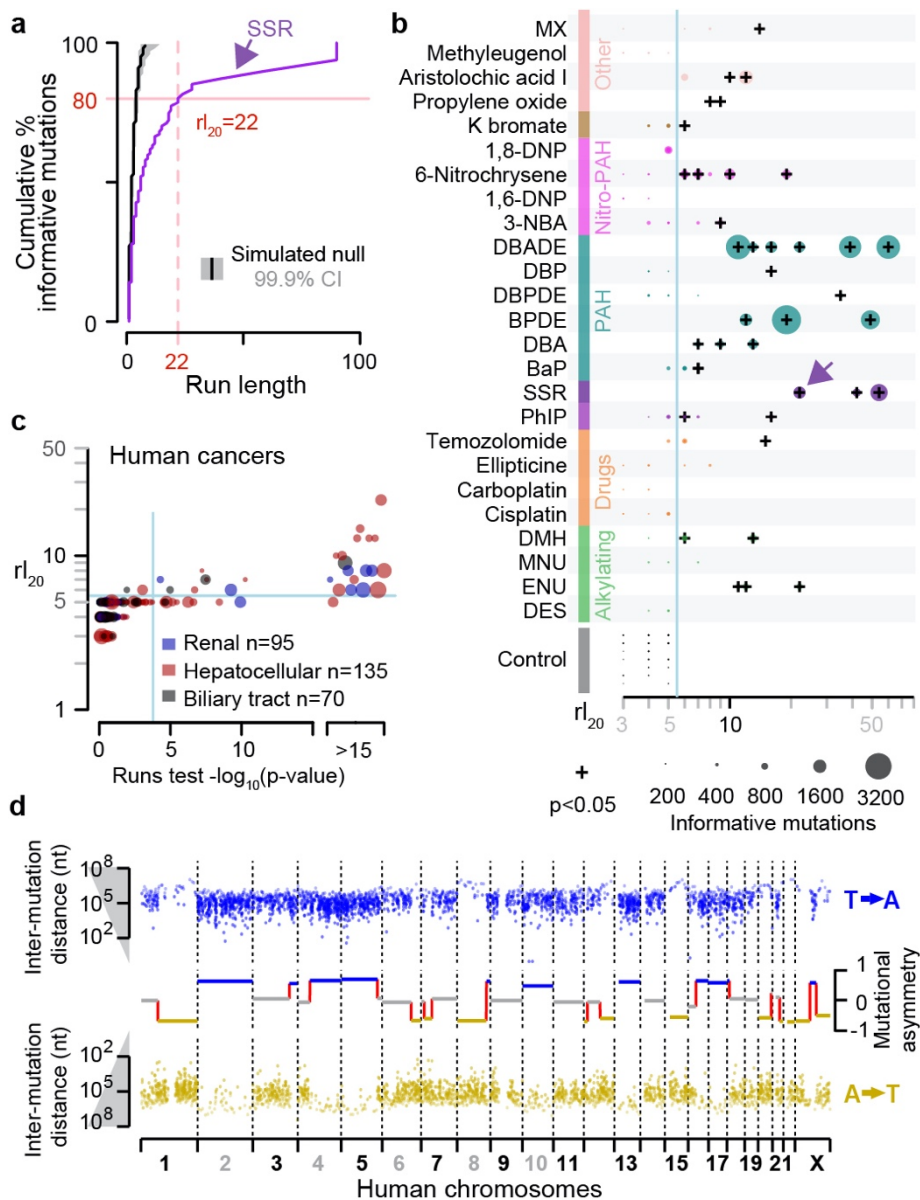 a
100
80
0
Cumulative %
informative mutations
SSR
rl20=22
Simulated null
99.9% CI
0
22
100
Run length
b
MX
Methyleugenol
Aristolochic acid I
Propylene oxide
K bromate
1,8-DNP
6-Nitrochrysene
1,6-DNP
3-NBA
DBADE
DBP
DBPDE
BPDE
DBA
BaP
SSR
PhIP
Temozolomide
Ellipticine
Carboplatin
Cisplatin
DMH
MNU
ENU
DES
Control
Other
Nitro-PAH
PAH
Drugs
Alkylating
rl20
3
5
10
50
p<0.05
200
400
800
1600
3200
Informative mutations
c
Human cancers
50
10
5
1
rl20
Renal n=95
Hepatocellular n=135
Biliary tract n=70
0
5
10
>15
Runs test -log10(p-value)
d
Inter-mutation
distance (nt)
10^8
10^5
10^2
T→A
1
0
-1
Mutational
asymmetry
Inter-mutation
distance (nt)
10^2
10^5
10^8
A→T
1 2 3 4 5 6 7 8 9 10 11 13 15 17 19 21 X
Human chromosomes